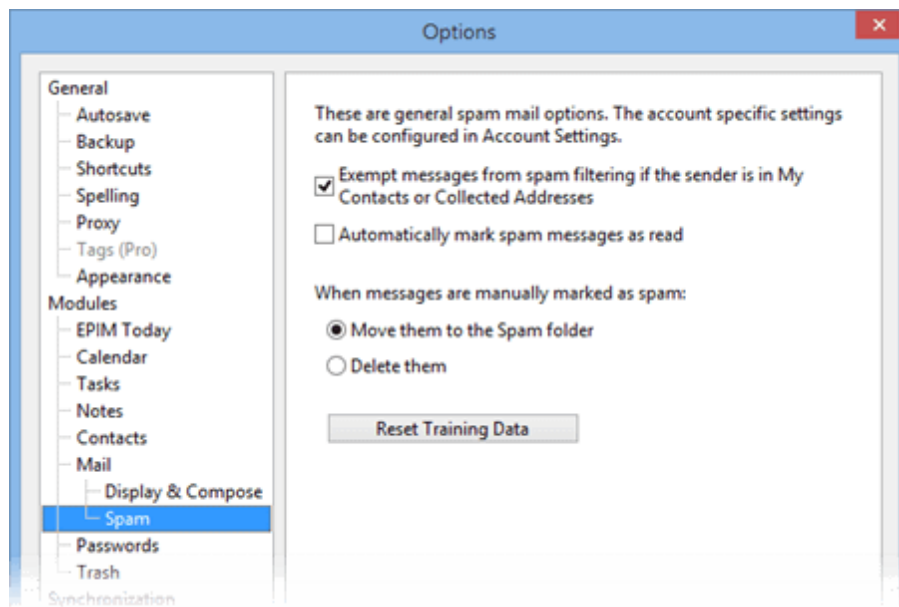 Options
General
Autosave
Backup
Shortcuts
Spelling
Proxy
Tags (Pro)
Appearance
Modules
EPIM Today
Calendar
Tasks
Notes
Contacts
Mail
Display & Compose
Spam
Passwords
Trash
Synchronization
These are general spam mail options. The account specific settings
can be configured in Account Settings.
Exempt messages from spam filtering if the sender is in My
Contacts or Collected Addresses
Automatically mark spam messages as read
When messages are manually marked as spam:
Move them to the Spam folder
Delete them
Reset Training Data